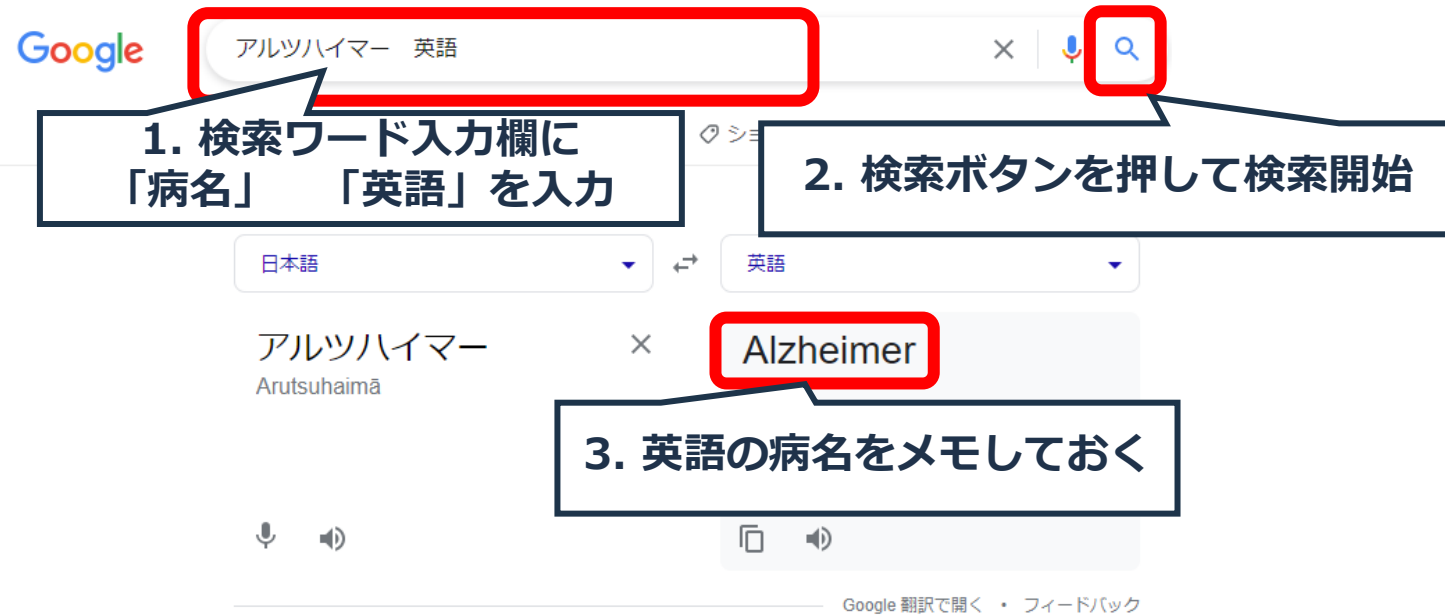 Google
アルツハイマー　英語
1. 検索ワード入力欄に
「病名」　「英語」を入力
2. 検索ボタンを押して検索開始
日本語
英語
アルツハイマー
Arutsuhaimā
Alzheimer
3. 英語の病名をメモしておく
Google 翻訳で開く ・ フィードバック